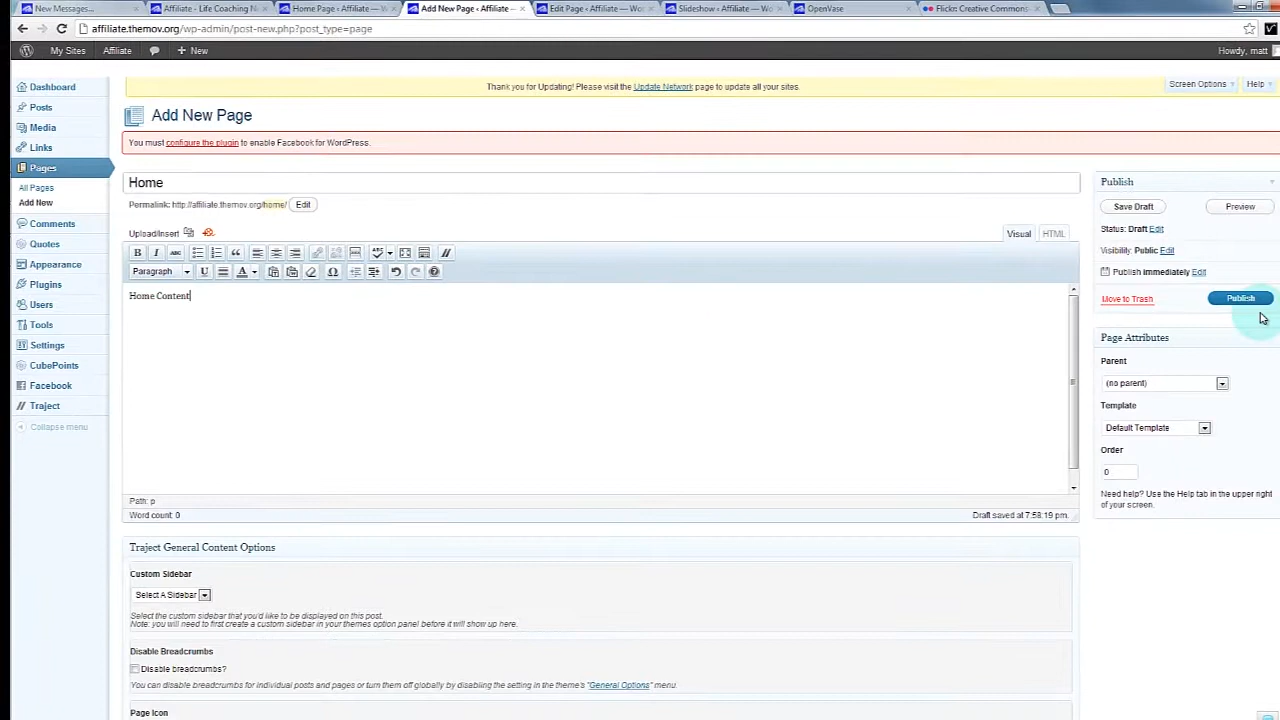 New Messages...
Affiliate - Life Coaching N
Home Page ‹ Affiliate — W
Add New Page ‹ Affiliate —
Edit Page ‹ Affiliate — Wo
Slideshow ‹ Affiliate — Wo
OpenVase
Flickr: Creative Commons
affiliate.themov.org/wp-admin/post-new.php?post_type=page
My Sites
Affiliate
+ New
Howdy, matt
Dashboard
Posts
Media
Links
Pages
All Pages
Add New
Comments
Quotes
Appearance
Plugins
Users
Tools
Settings
CubePoints
Facebook
Traject
Collapse menu
Thank you for Updating! Please visit the Update Network page to update all your sites.
Screen Options
Help
Add New Page
You must configure the plugin to enable Facebook for WordPress.
Home
Permalink: http://affiliate.themov.org/home/ Edit
Upload/Insert
Visual
HTML
B I ABC
Paragraph
U
A
Ω
Home Content
Path: p
Word count: 0
Draft saved at 7:58:19 pm.
Traject General Content Options
Custom Sidebar
Select A Sidebar
Select the custom sidebar that you'd like to be displayed on this post.
Note: you will need to first create a custom sidebar in your themes option panel before it will show up here.
Disable Breadcrumbs
Disable breadcrumbs?
You can disable breadcrumbs for individual posts and pages or turn them off globally by disabling the setting in the theme's "General Options" menu.
Page Icon
Publish
Save Draft
Preview
Status: Draft Edit
Visibility: Public Edit
Publish immediately Edit
Move to Trash
Publish
Page Attributes
Parent
(no parent)
Template
Default Template
Order
0
Need help? Use the Help tab in the upper right
of your screen.